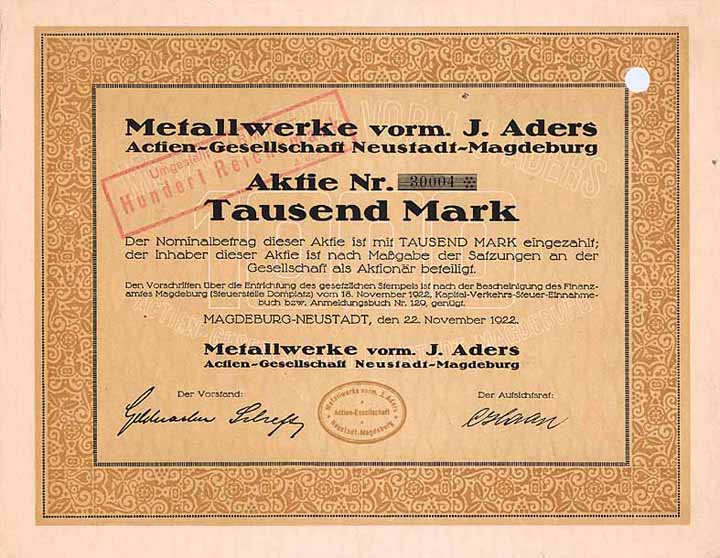 Metallwerke vorm. J. Aders
Actien-Gesellschaft Neustadt-Magdeburg
Umgestellt
Hundert Reichsmark
Aktie Nr. 30004
Tausend Mark
Der Nominalbetrag dieser Aktie ist mit TAUSEND MARK eingezahlt;
der Inhaber dieser Aktie ist nach Maßgabe der Satzungen an der
Gesellschaft als Aktionär beteiligt.
Den Vorschriften über die Entrichtung des gesetzlichen Stempels ist nach der Bescheinigung des Finanz-
amtes Magdeburg (Steuerstelle Domplatz) vom 18. November 1922, Kapital-Verkehrs-Steuer-Einnahme-
buch bzw. Anmeldungsbuch Nr. 129, genügt.
MAGDEBURG-NEUSTADT, den 22. November 1922.
Metallwerke vorm. J. Aders
Actien-Gesellschaft Neustadt-Magdeburg
Der Vorstand:
Der Aufsichtsrat:
Metallwerke vorm. J. Aders
Actien-Gesellschaft
Neustadt-Magdeburg